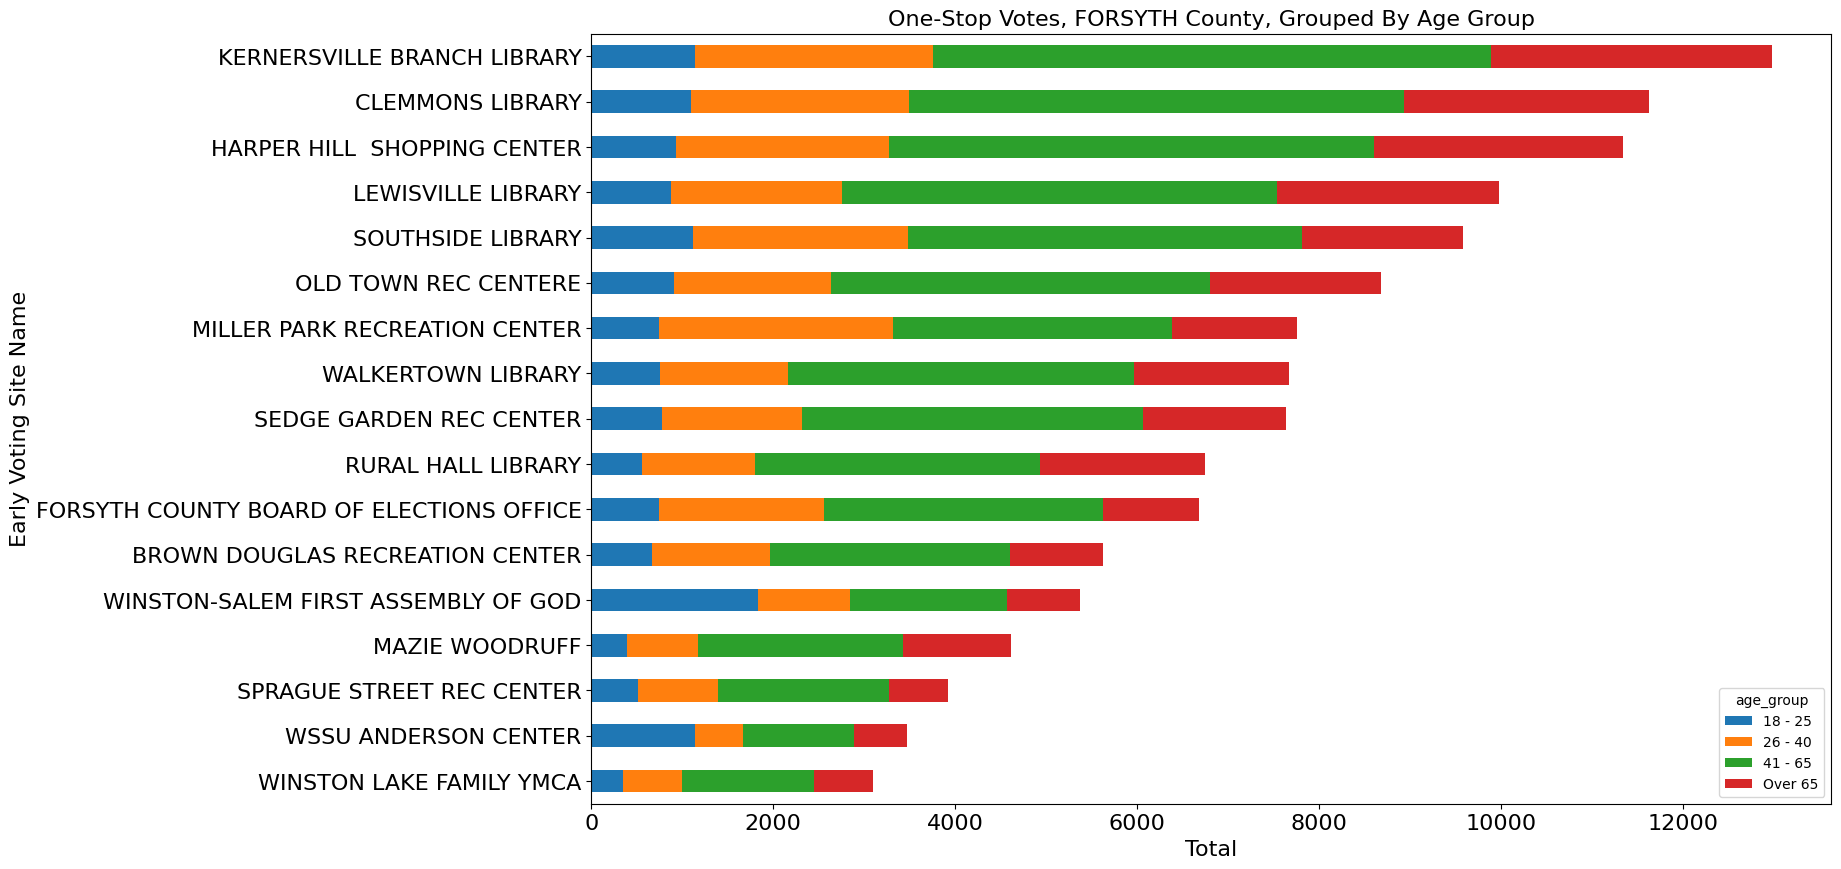 One-Stop Votes, FORSYTH County, Grouped By Age Group
Early Voting Site Name
KERNERSVILLE BRANCH LIBRARY
CLEMMONS LIBRARY
HARPER HILL  SHOPPING CENTER
LEWISVILLE LIBRARY
SOUTHSIDE LIBRARY
OLD TOWN REC CENTERE
MILLER PARK RECREATION CENTER
WALKERTOWN LIBRARY
SEDGE GARDEN REC CENTER
RURAL HALL LIBRARY
FORSYTH COUNTY BOARD OF ELECTIONS OFFICE
BROWN DOUGLAS RECREATION CENTER
WINSTON-SALEM FIRST ASSEMBLY OF GOD
MAZIE WOODRUFF
SPRAGUE STREET REC CENTER
WSSU ANDERSON CENTER
WINSTON LAKE FAMILY YMCA
age_group
18 - 25
26 - 40
41 - 65
Over 65
0 2000 4000 6000 8000 10000 12000
Total